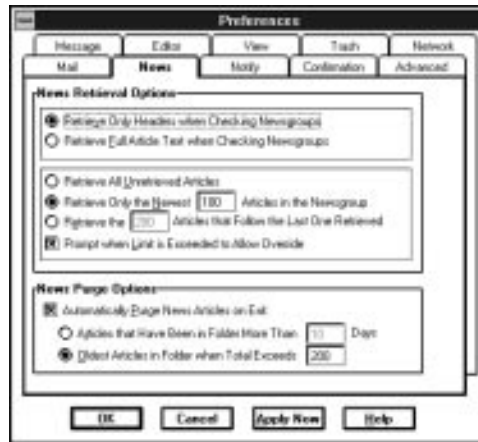 Preferences
Message Editor View Trash Network
Mail News Notify Confirmation Advanced
News Retrieval Options
Retrieve Only Headers when Checking Newsgroups
Retrieve Full Article Text when Checking Newsgroups
Retrieve All Unretrieved Articles
Retrieve Only the Newest 100 Articles in the Newsgroup
Retrieve the 200 Articles that Follow the Last One Retrieved
Prompt when Limit is Exceeded to Allow Override
News Purge Options
Automatically Purge News Articles on Exit
Articles that Have Been in Folder More Than 10 Days
Oldest Articles in Folder when Total Exceeds 200
OK Cancel Apply Now Help